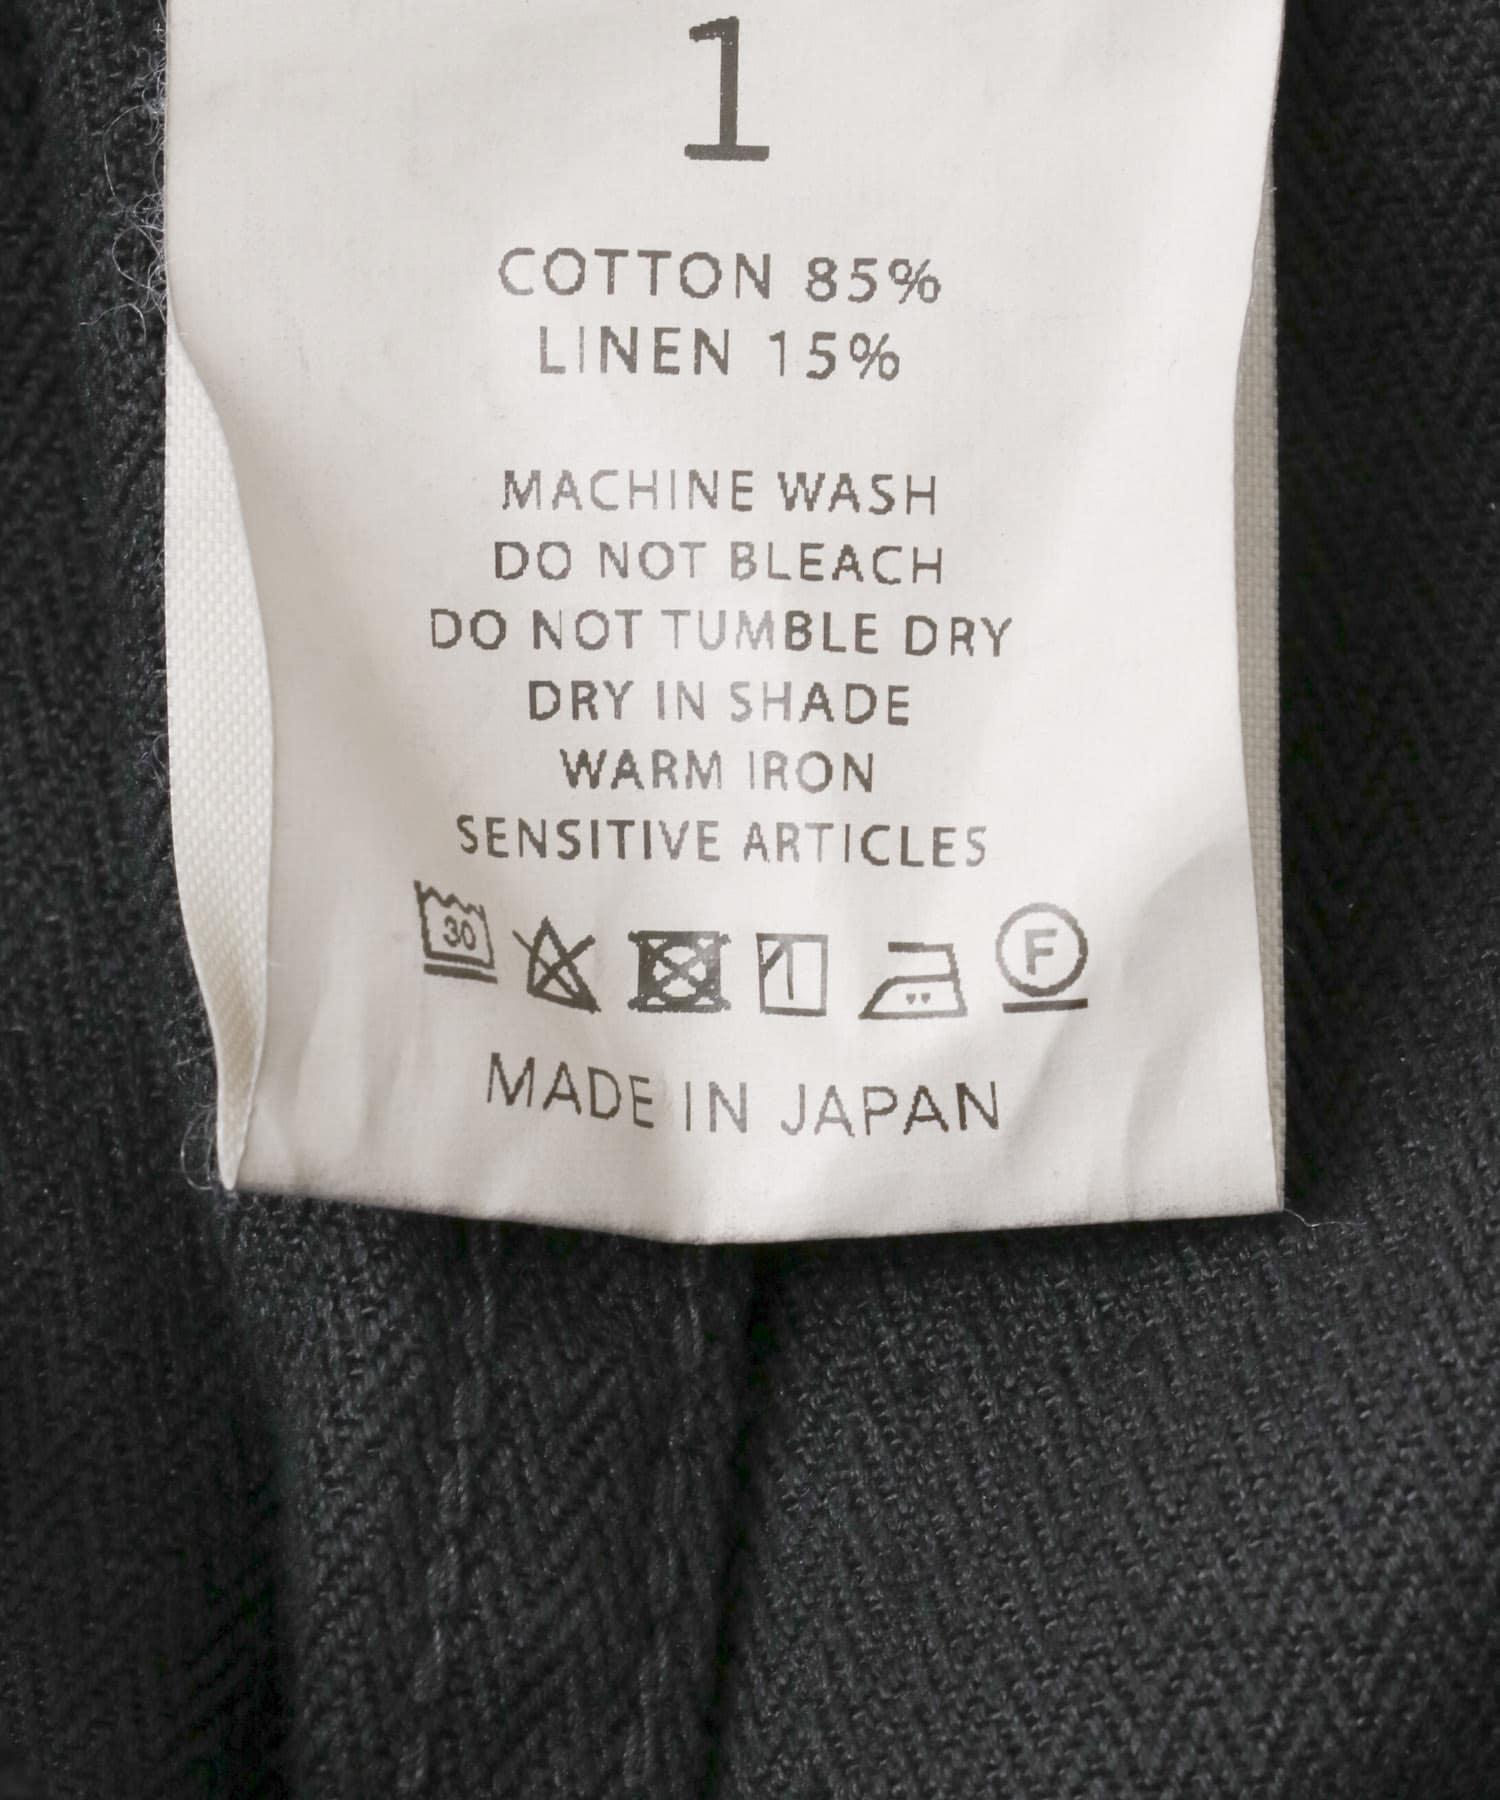 1
COTTON 85%
LINEN 15%
MACHINE WASH
DO NOT BLEACH
DO NOT TUMBLE DRY
DRY IN SHADE
WARM IRON
SENSITIVE ARTICLES
30 F
MADE IN JAPAN